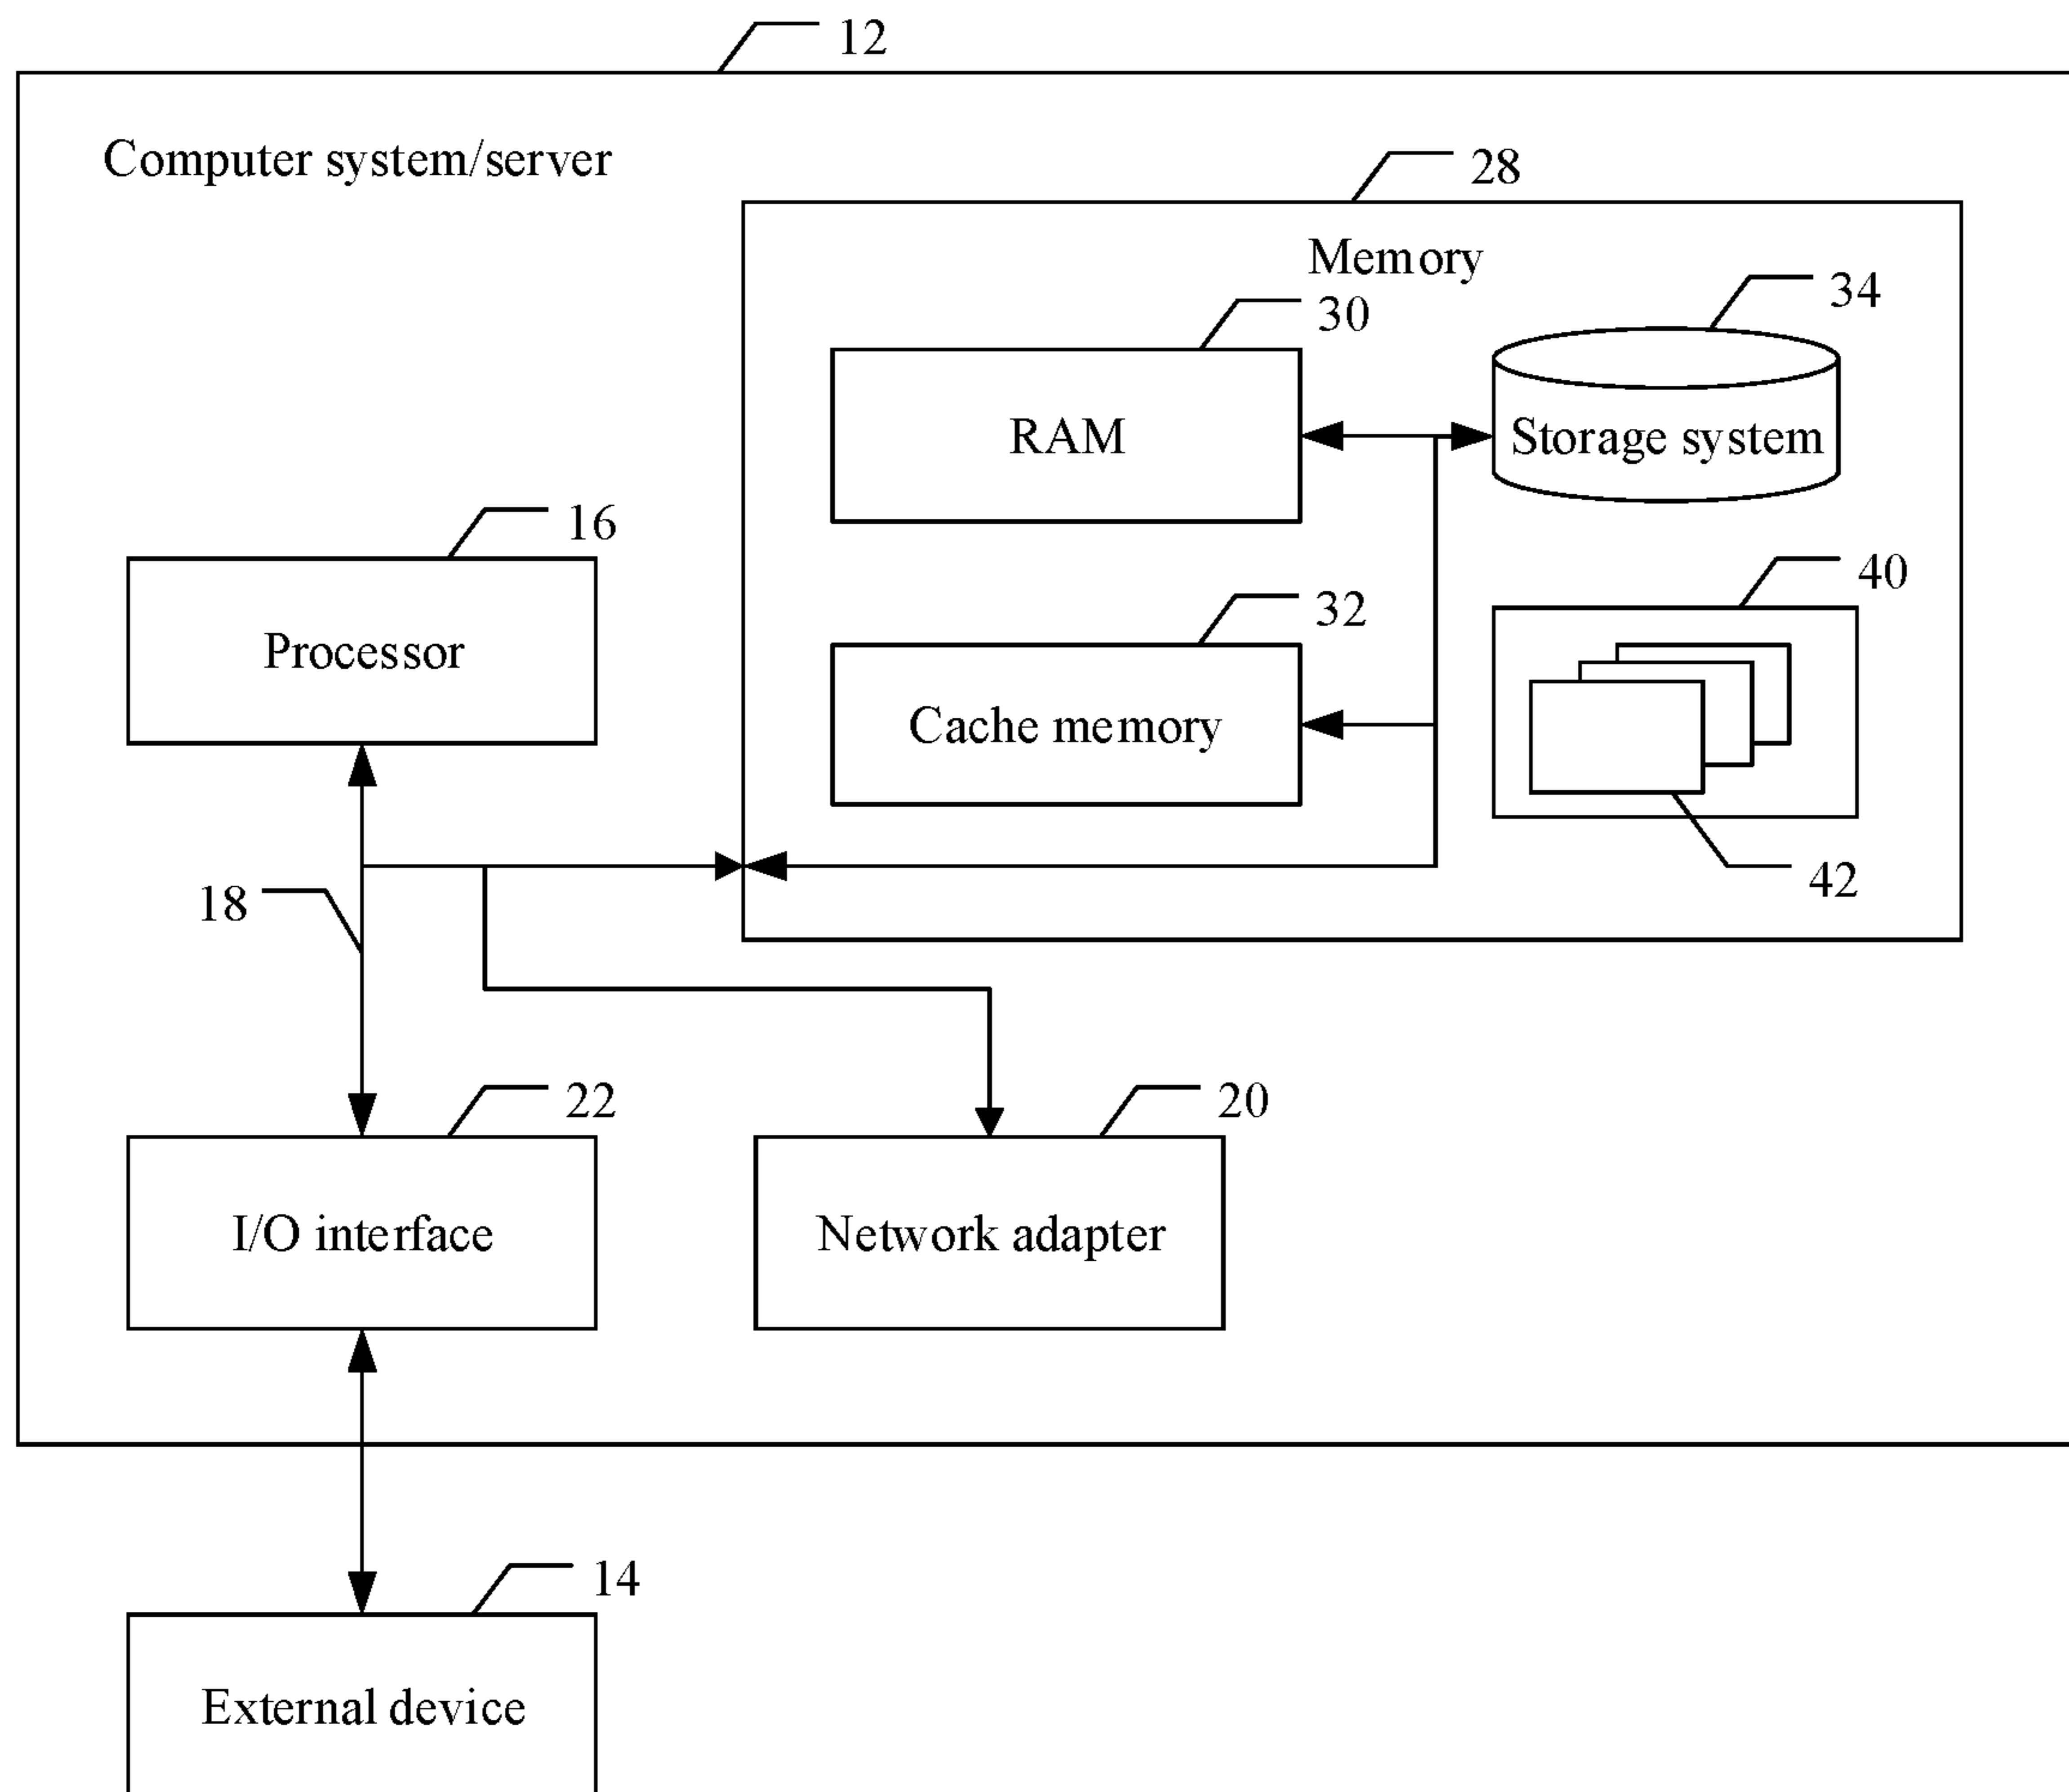 12
Computer system/server
28
Memory
34
30
RAM
Storage system
16
40
Processor
32
Cache memory
18
42
22
20
I/O interface
Network adapter
14
External device